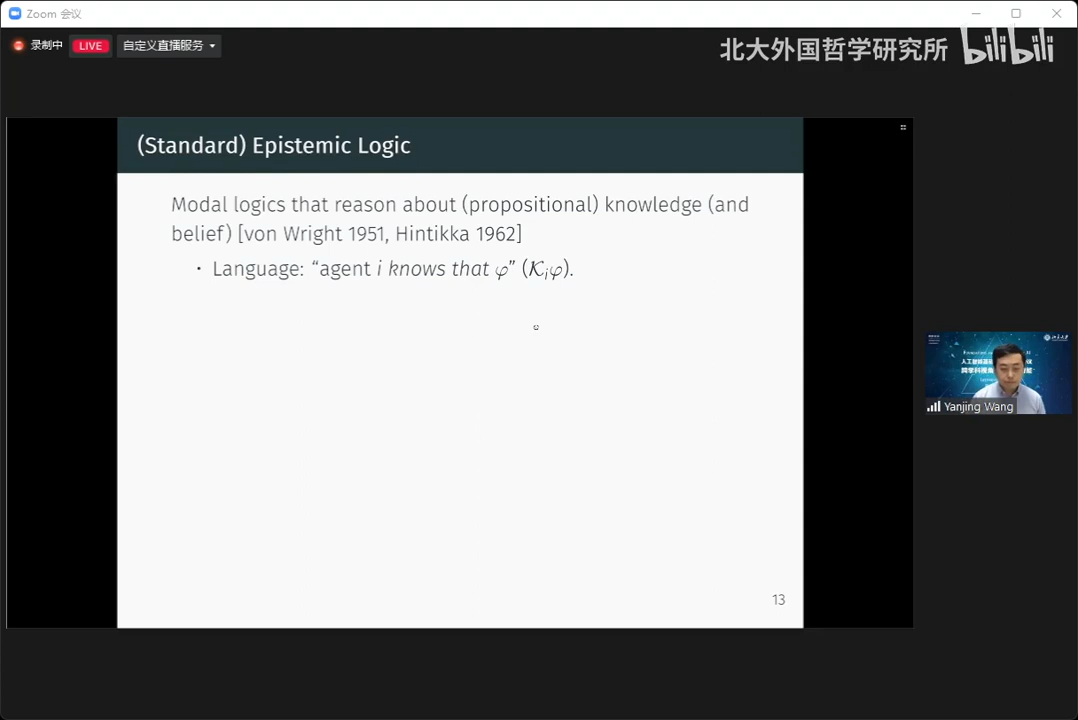 Zoom 会议
录制中 LIVE 自定义直播服务
北大外国哲学研究所 bilibili
(Standard) Epistemic Logic
Modal logics that reason about (propositional) knowledge (and
belief) [von Wright 1951, Hintikka 1962]
· Language: “agent i knows that φ” (𝒦ᵢφ).
13
Yanjing Wang